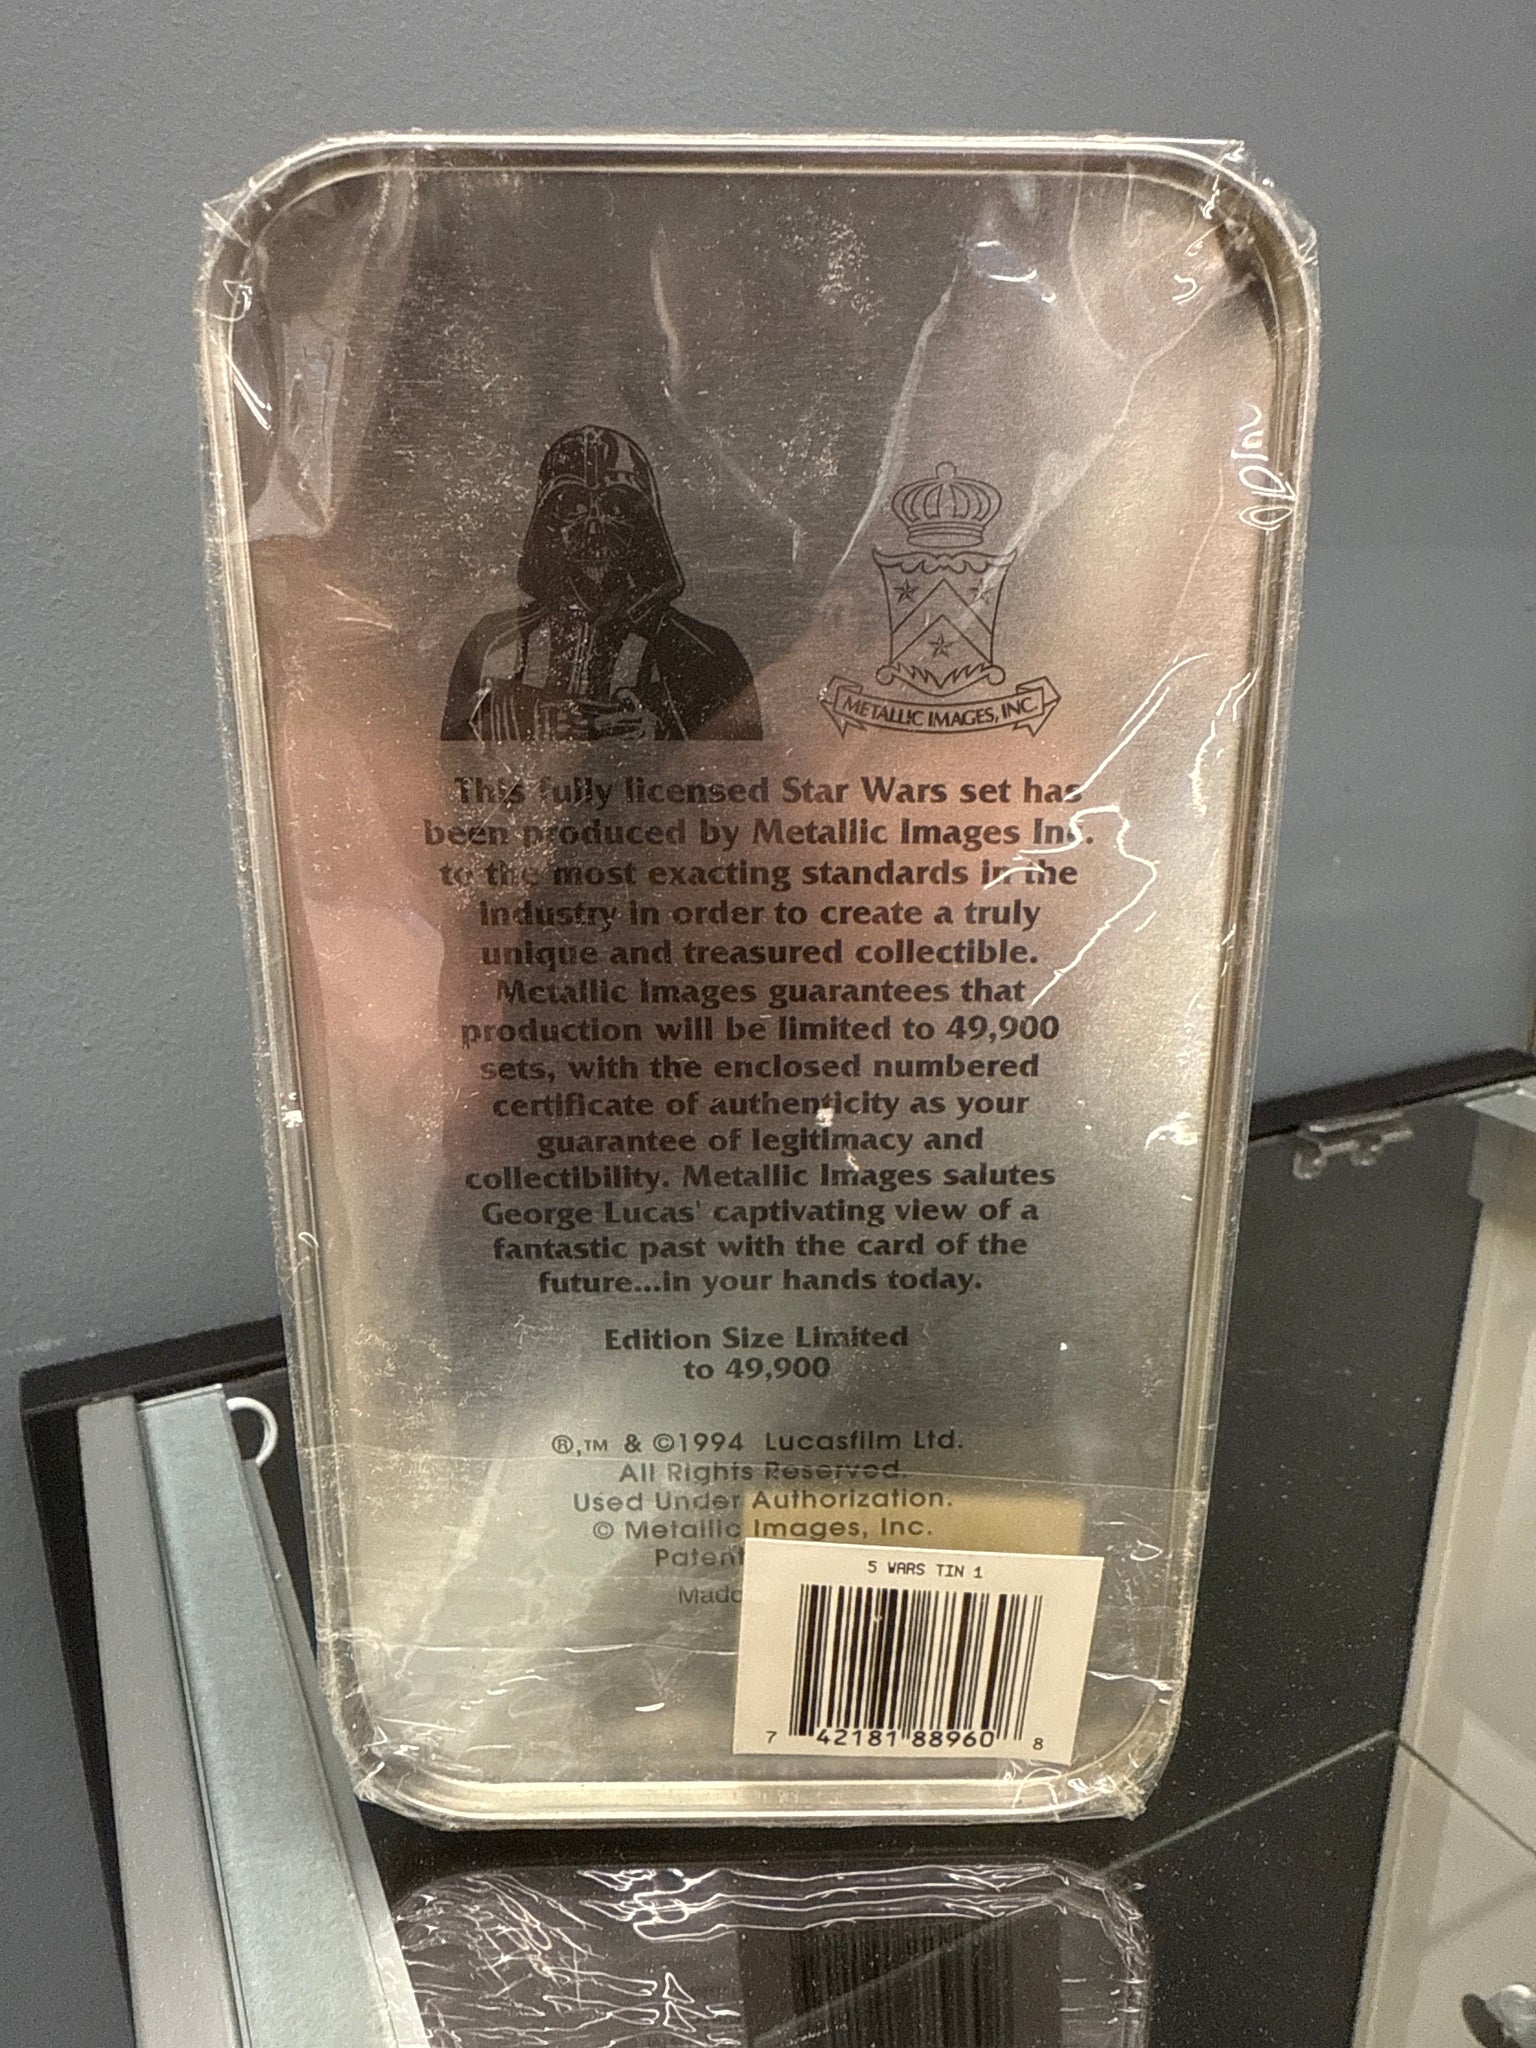 METALLIC IMAGES, INC.
This fully licensed Star Wars set has
been produced by Metallic Images Inc.
to the most exacting standards in the
industry in order to create a truly
unique and treasured collectible.
Metallic Images guarantees that
production will be limited to 49,900
sets, with the enclosed numbered
certificate of authenticity as your
guarantee of legitimacy and
collectibility. Metallic Images salutes
George Lucas' captivating view of a
fantastic past with the card of the
future...in your hands today.
Edition Size Limited
to 49,900
®,™ & ©1994 Lucasfilm Ltd.
All Rights Reserved.
Used Under Authorization.
© Metallic Images, Inc.
Patent
Made
5 WARS TIN 1
7 42181 88960 8